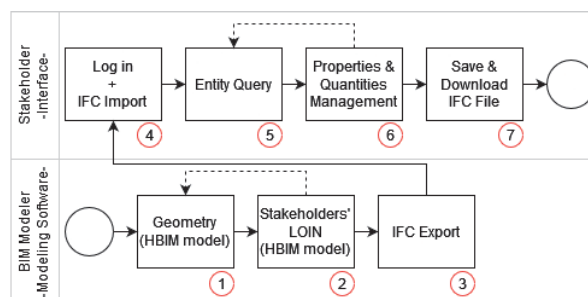 Stakeholder
-Interface-
Log in
+
IFC Import
4
Entity Query
5
Properties &
Quantities
Management
6
Save &
Download
IFC File
7
BIM Modeler
-Modeling Software-
Geometry
(HBIM model)
1
Stakeholders'
LOIN
(HBIM model)
2
IFC Export
3